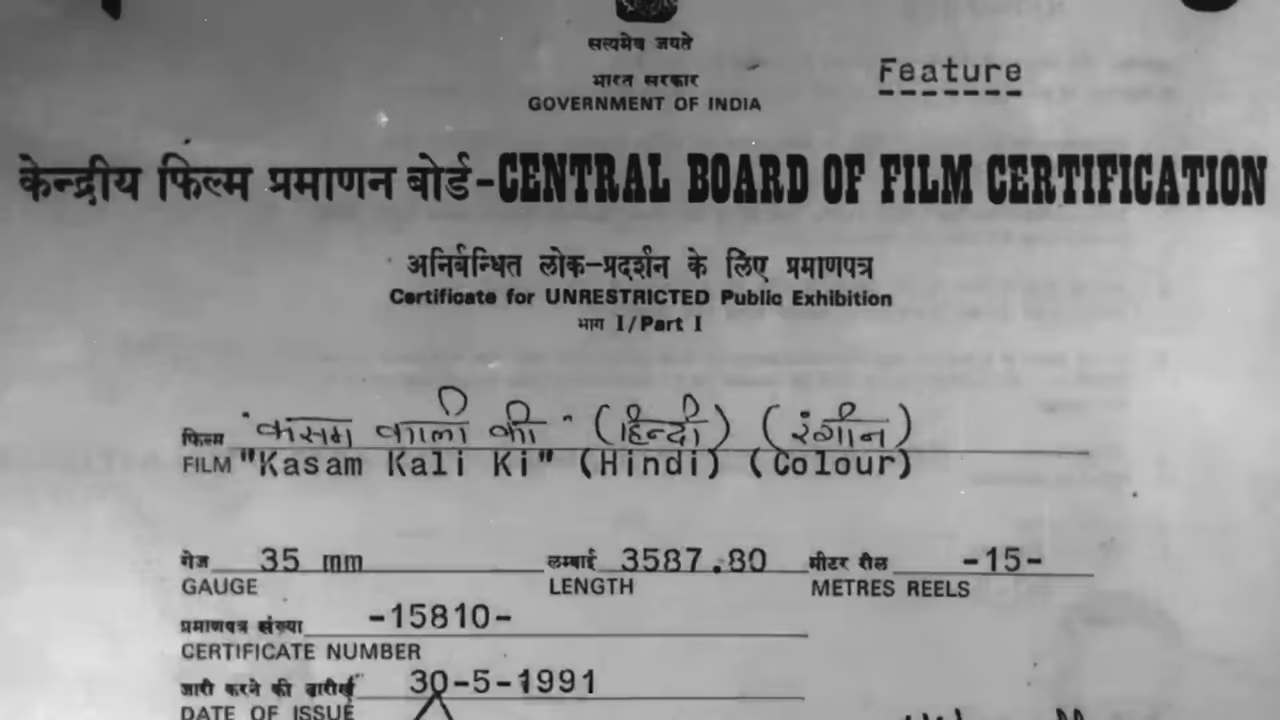 सत्यमेव जयते
भारत सरकार
GOVERNMENT OF INDIA
Feature
केन्द्रीय फिल्म प्रमाणन बोर्ड-CENTRAL BOARD OF FILM CERTIFICATION
अनिर्बन्धित लोक-प्रदर्शन के लिए प्रमाणपत्र
Certificate for UNRESTRICTED Public Exhibition
भाग I/Part I
फिल्म "कसम काली की" (हिन्दी) (रंगीन)
FILM "Kasam Kali Ki" (Hindi) (Colour)
गेज 35 mm लम्बाई 3587.80 मीटर रील -15-
GAUGE LENGTH METRES REELS
प्रमाणपत्र संख्या -15810-
CERTIFICATE NUMBER
जारी करने की तारीख 30-5-1991
DATE OF ISSUE